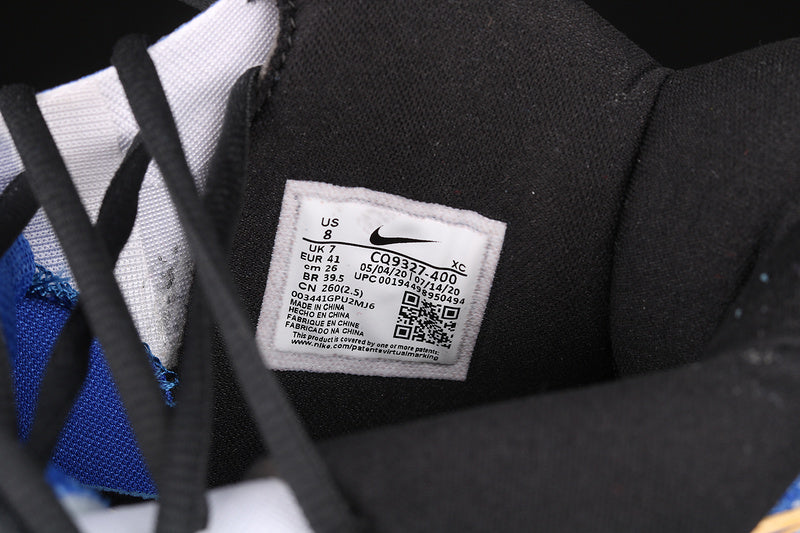 US
8
UK 7
EUR 41
cm 26
BR 39.5
CN 260(2.5)
CQ9327-400 XC
05/04/20 07/14/20
UPC 00194498950494
003441GPU2MJ6
MADE IN CHINA
HECHO EN CHINA
FABRIQUE EN CHINE
FABRICADO NA CHINA
This product is covered by one or more patents:
www.nike.com/patentsvirtualmarking